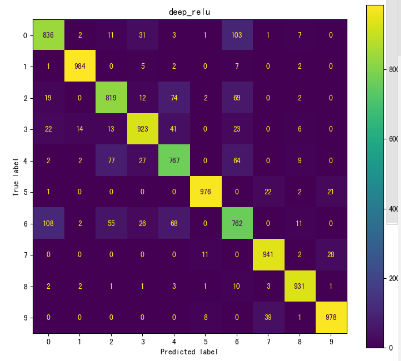 deep_relu
0 836 2 11 31 3 1 103 1 7 0
1 1 984 0 5 2 0 7 0 2 0
2 19 0 819 12 74 2 69 0 2 0
3 22 14 13 923 41 0 23 0 6 0
4 2 2 77 27 767 0 64 0 9 0
5 1 0 0 0 0 976 0 22 2 21
6 108 2 55 26 68 0 762 0 11 0
7 0 0 0 0 0 11 0 941 2 28
8 2 2 1 1 3 1 10 3 931 1
9 0 0 0 0 0 8 0 39 1 978
0 1 2 3 4 5 6 7 8 9
Predicted label
True label
800
600
400
200
0